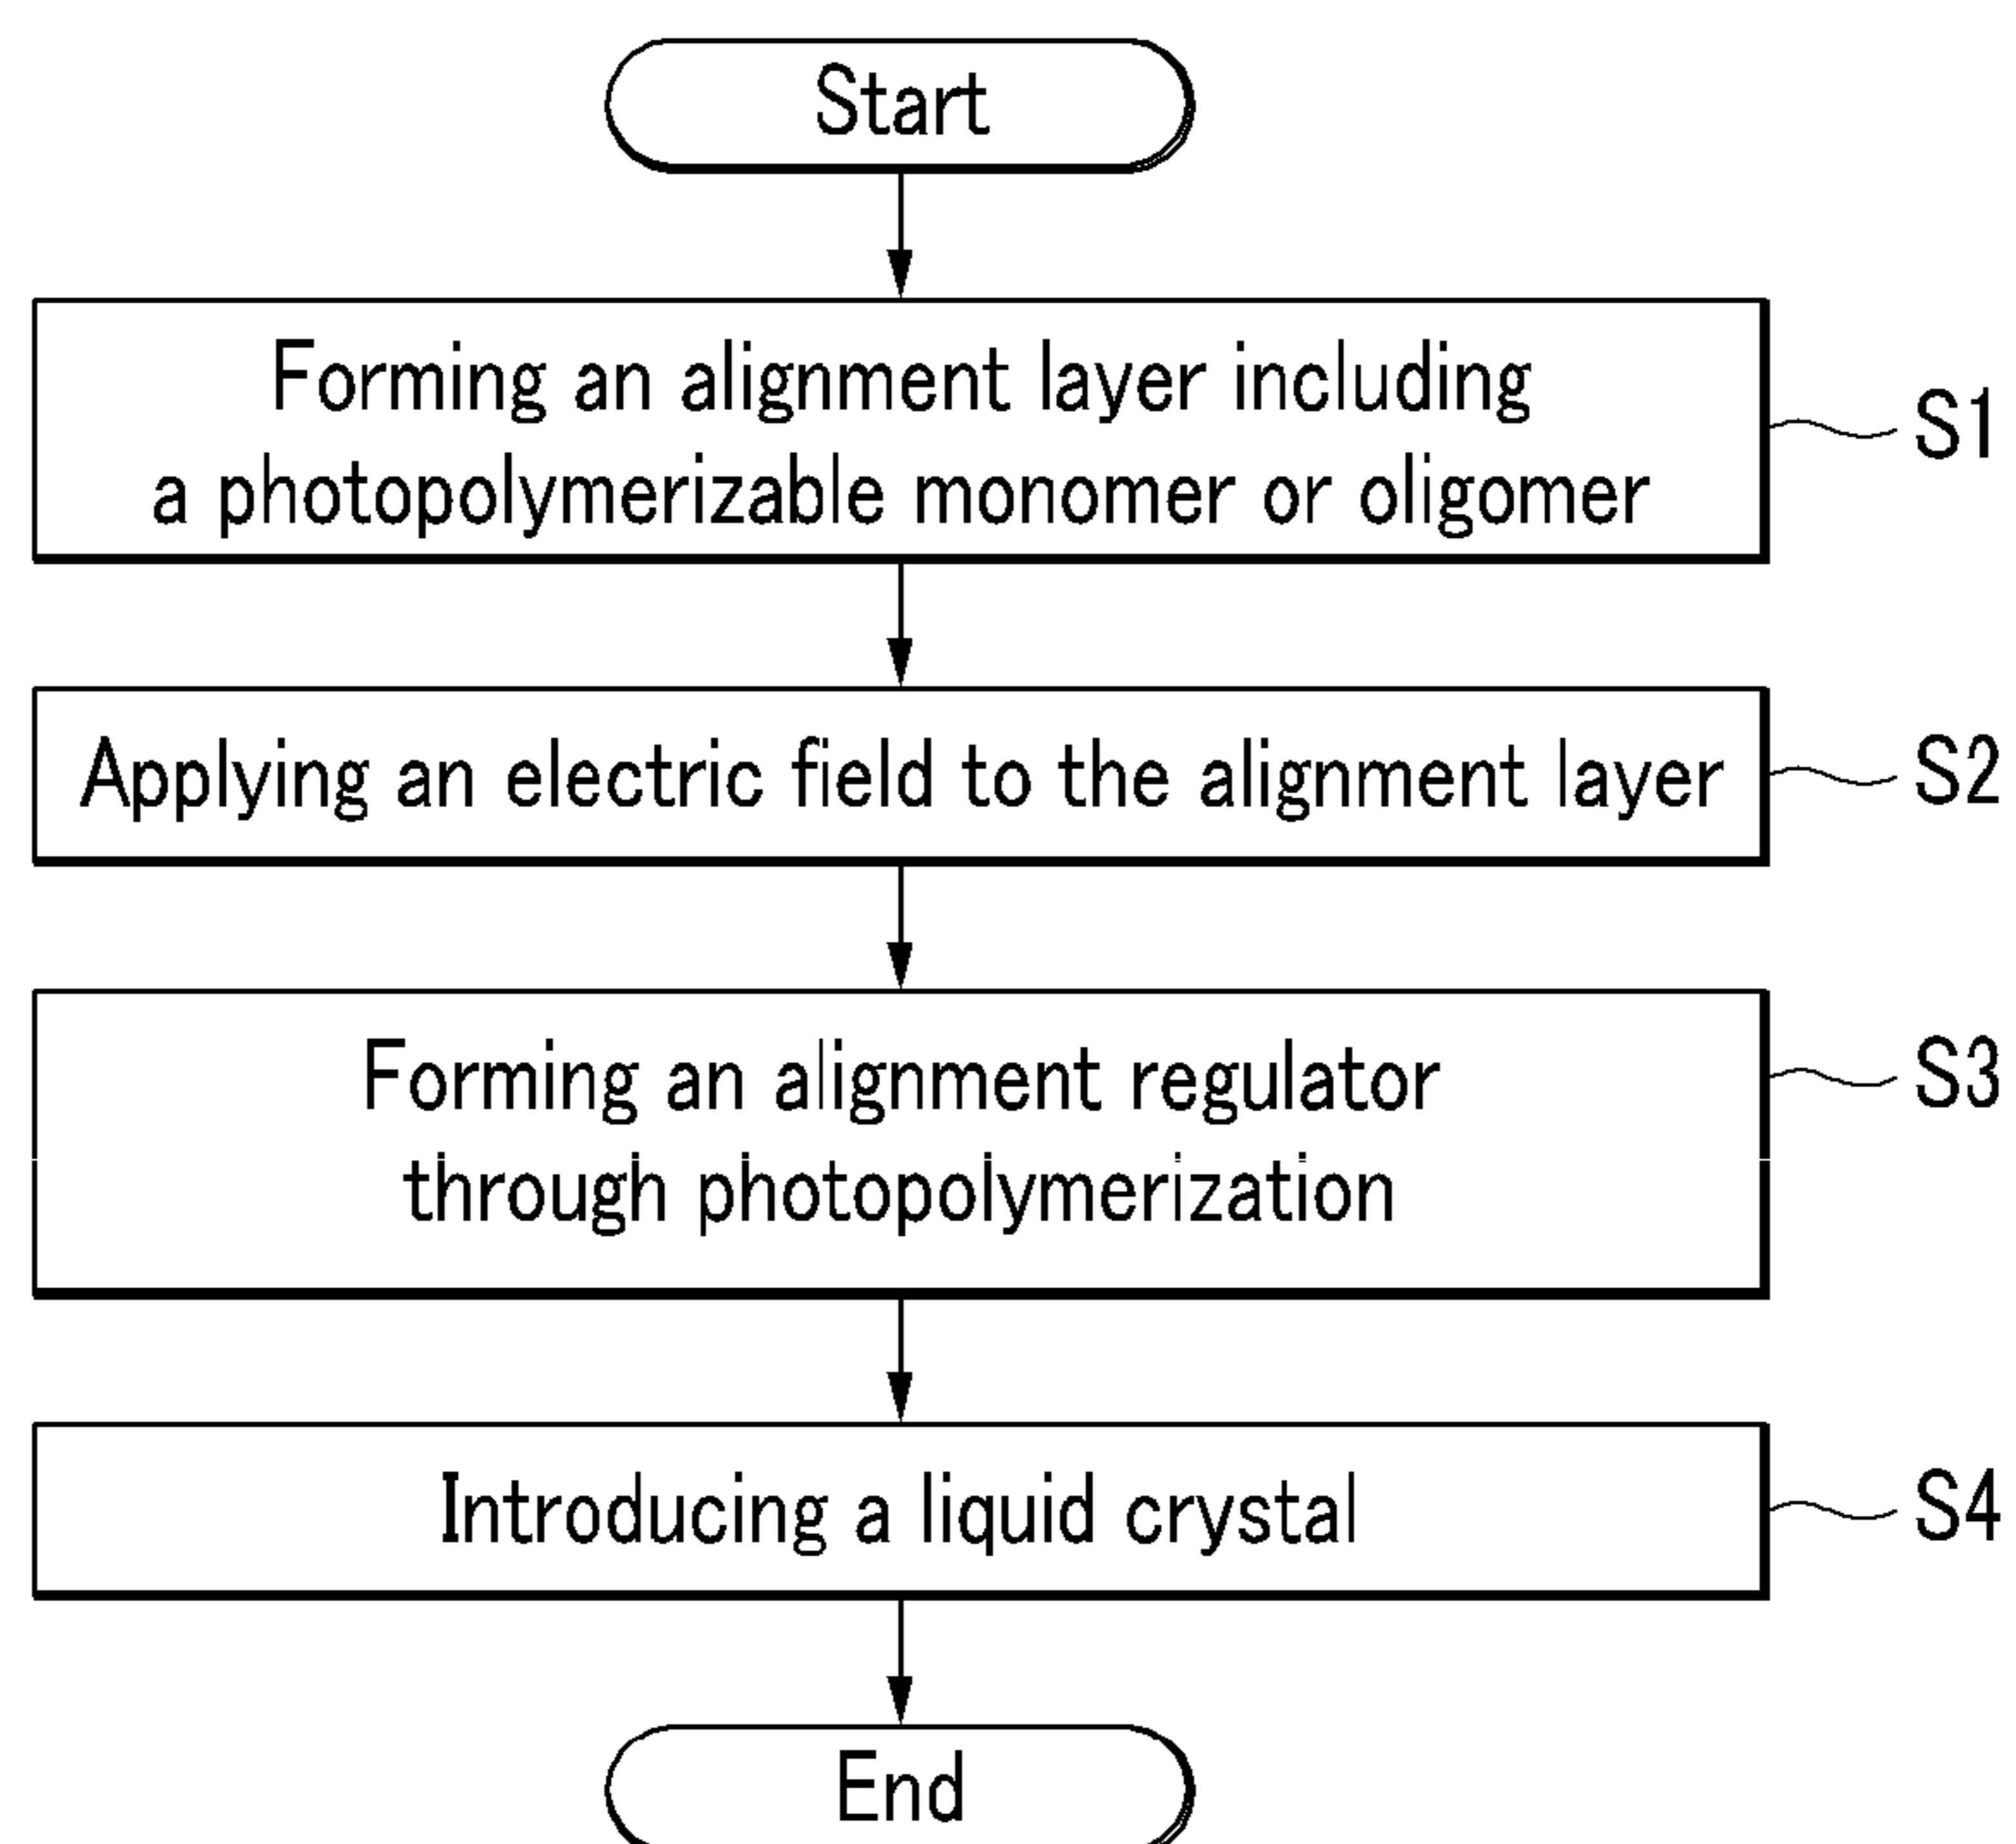 Start
Forming an alignment layer including
a photopolymerizable monomer or oligomer
S1
Applying an electric field to the alignment layer
S2
Forming an alignment regulator
through photopolymerization
S3
Introducing a liquid crystal
S4
End